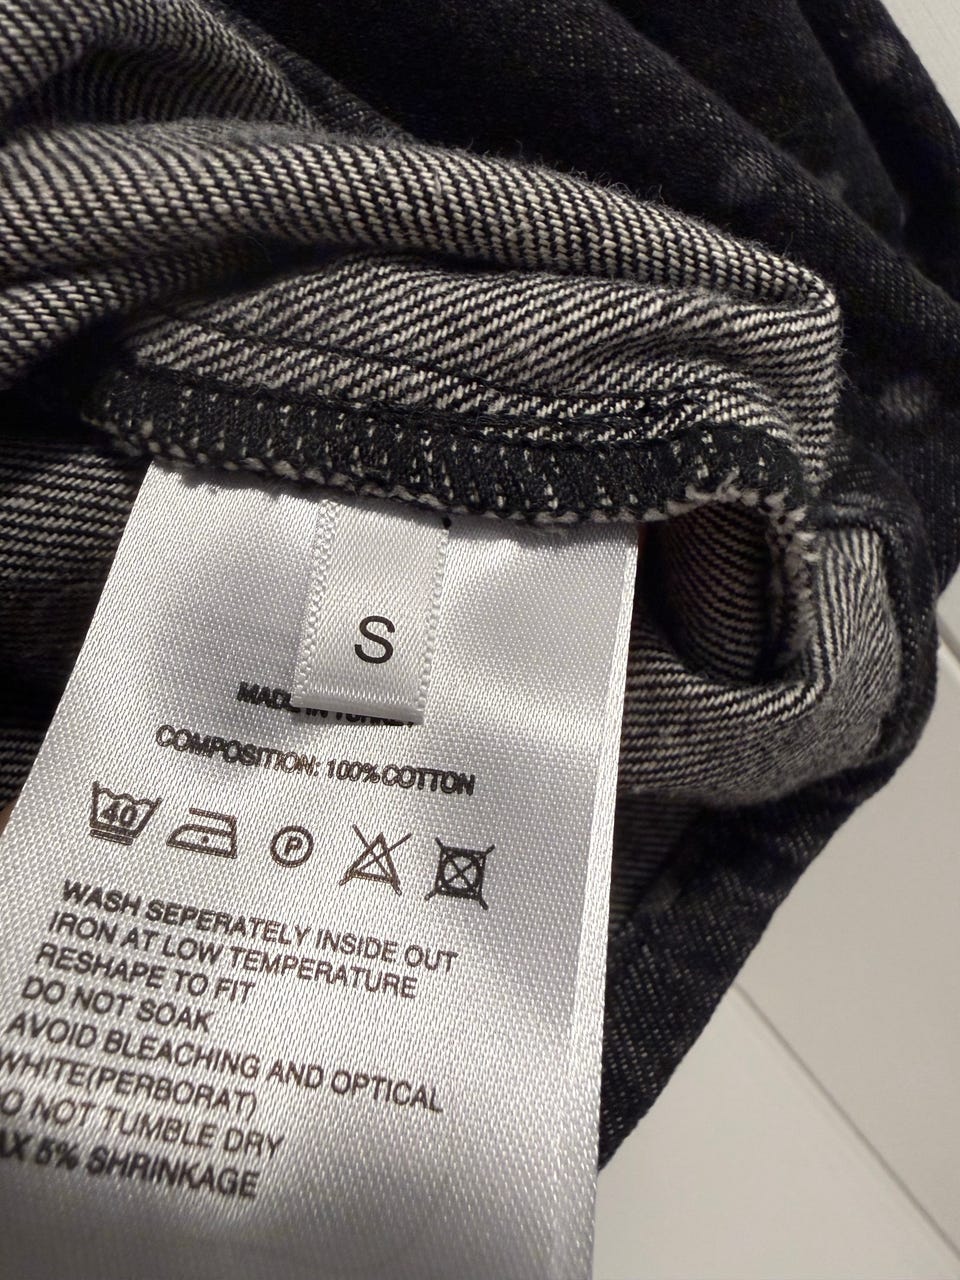 S
MADE IN TURKEY
COMPOSITION: 100% COTTON
40 P
WASH SEPERATELY INSIDE OUT
IRON AT LOW TEMPERATURE
RESHAPE TO FIT
DO NOT SOAK
AVOID BLEACHING AND OPTICAL
WHITE(PERBORAT)
O NOT TUMBLE DRY
AX 5% SHRINKAGE